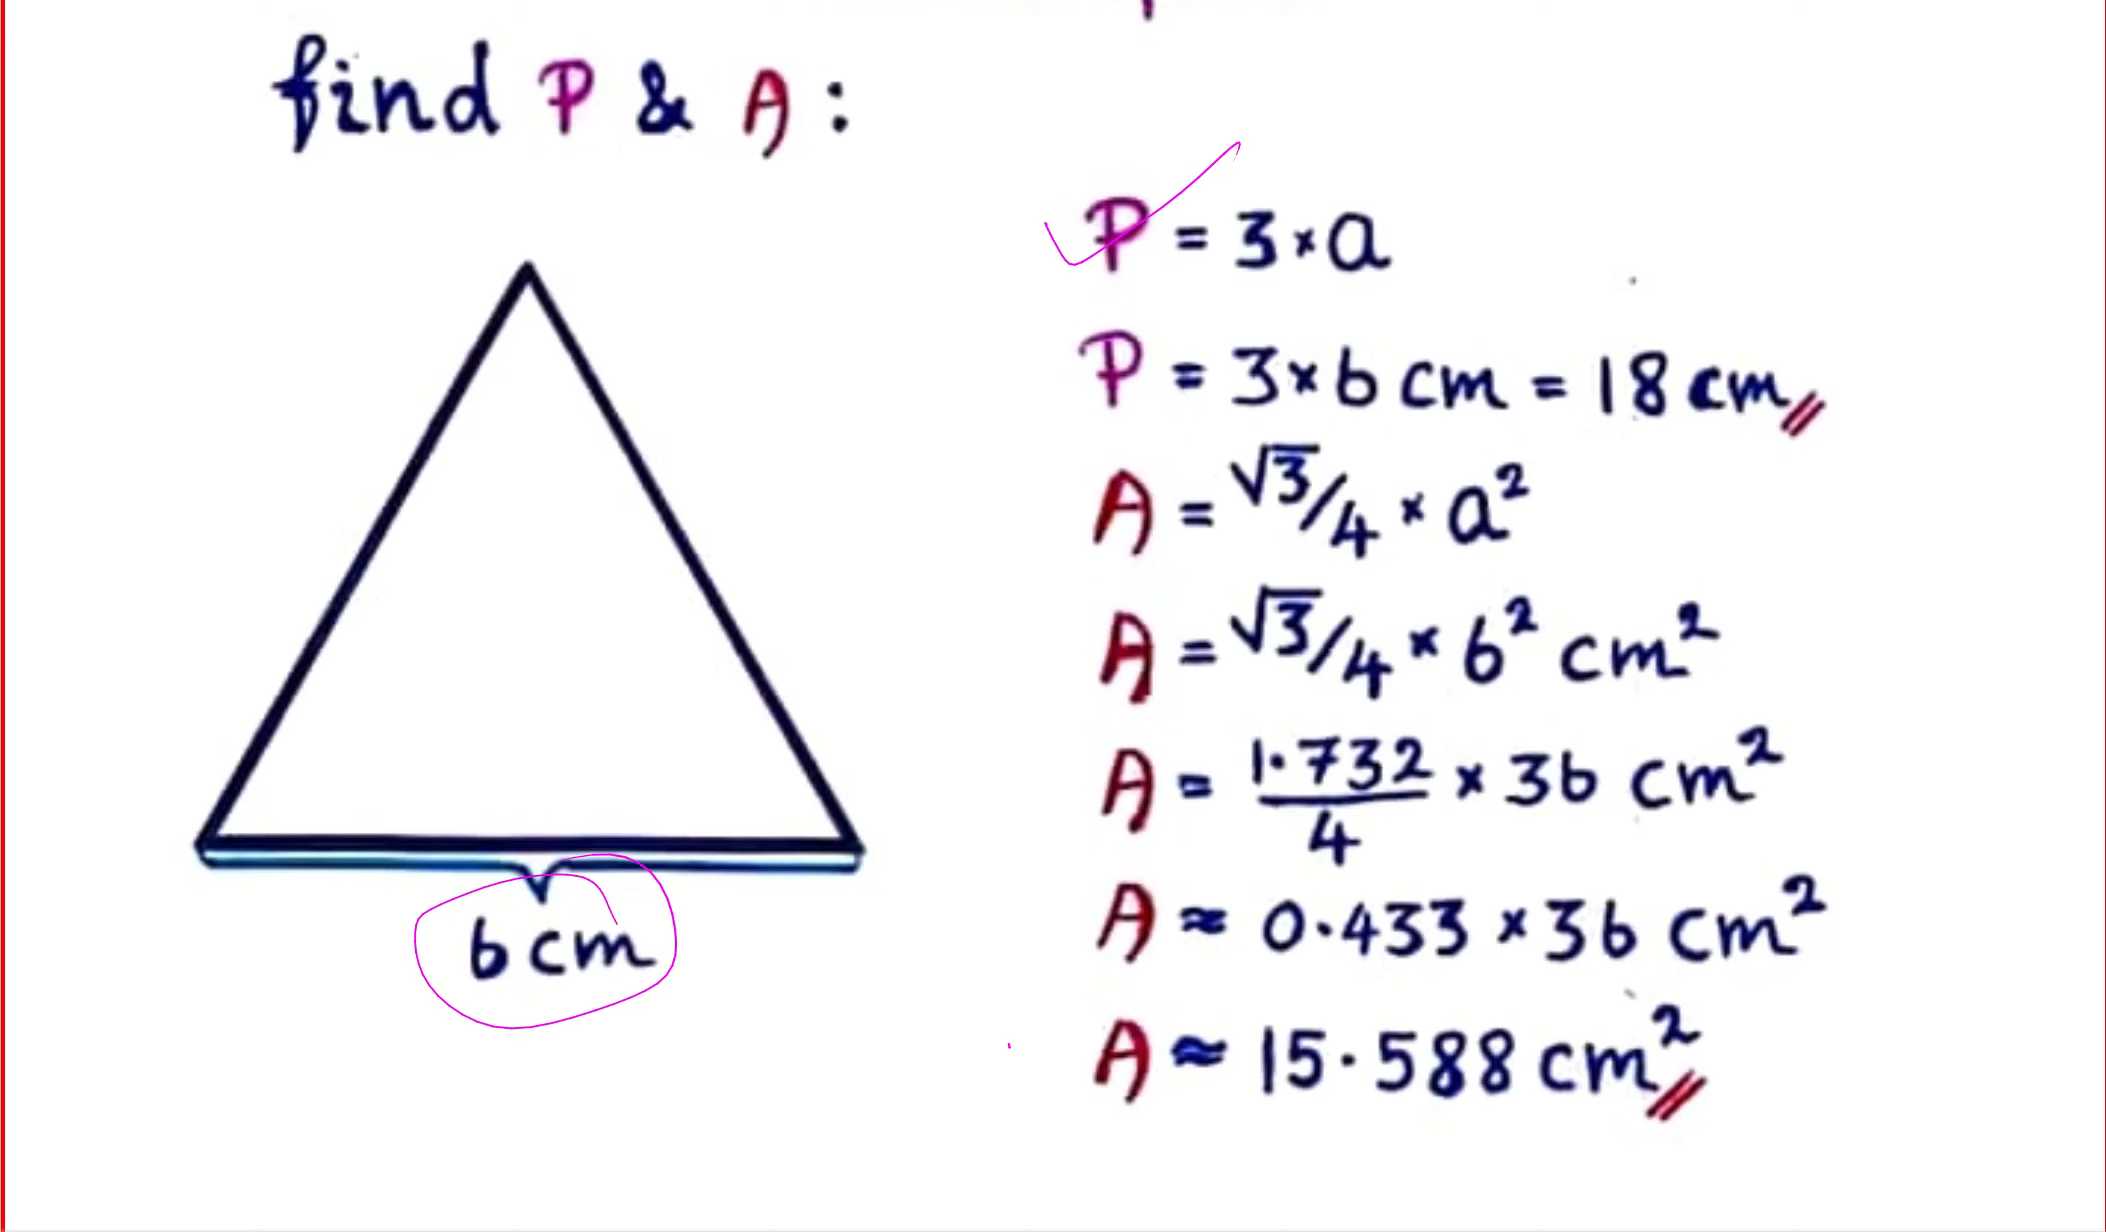 find P & A :
P = 3 × a
P = 3 × 6 cm = 18 cm
A = √3/4 × a²
A = √3/4 × 6² cm²
A = 1.732/4 × 36 cm²
A ≈ 0.433 × 36 cm²
A ≈ 15.588 cm²
6 cm